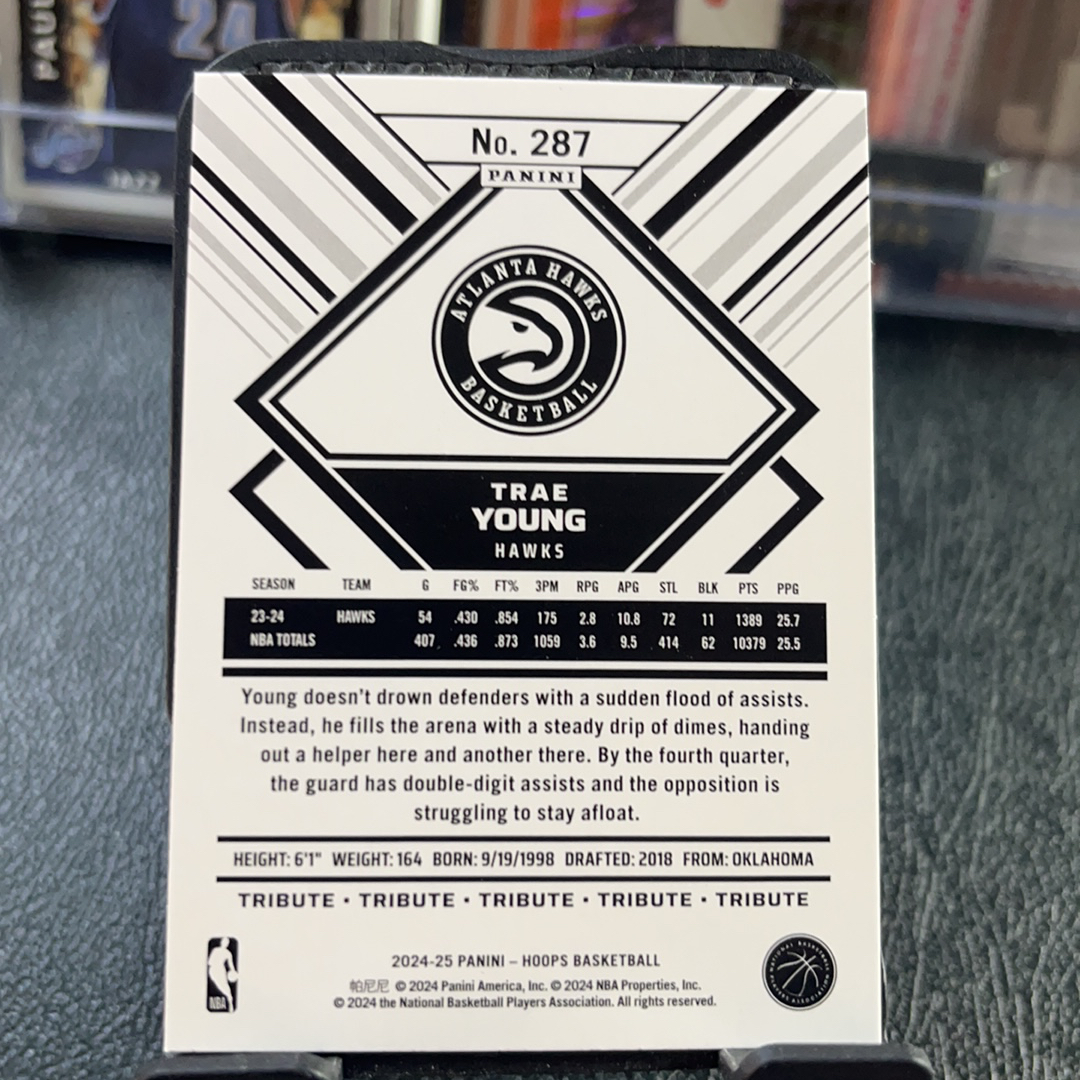 PAUL
24
No. 287
PANINI
ATLANTA HAWKS
BASKETBALL
TRAE
YOUNG
HAWKS
SEASON TEAM G FG% FT% 3PM RPG APG STL BLK PTS PPG
23-24 HAWKS 54 .430 .854 175 2.8 10.8 72 11 1389 25.7
NBA TOTALS 407 .436 .873 1059 3.6 9.5 414 62 10379 25.5
Young doesn't drown defenders with a sudden flood of assists.
Instead, he fills the arena with a steady drip of dimes, handing
out a helper here and another there. By the fourth quarter,
the guard has double-digit assists and the opposition is
struggling to stay afloat.
HEIGHT: 6'1" WEIGHT: 164 BORN: 9/19/1998 DRAFTED: 2018 FROM: OKLAHOMA
TRIBUTE • TRIBUTE • TRIBUTE • TRIBUTE • TRIBUTE
NBA
2024-25 PANINI – HOOPS BASKETBALL
帕尼尼 © 2024 Panini America, Inc. © 2024 NBA Properties, Inc.
© 2024 the National Basketball Players Association. All rights reserved.
NATIONAL BASKETBALL
PLAYERS ASSOCIATION